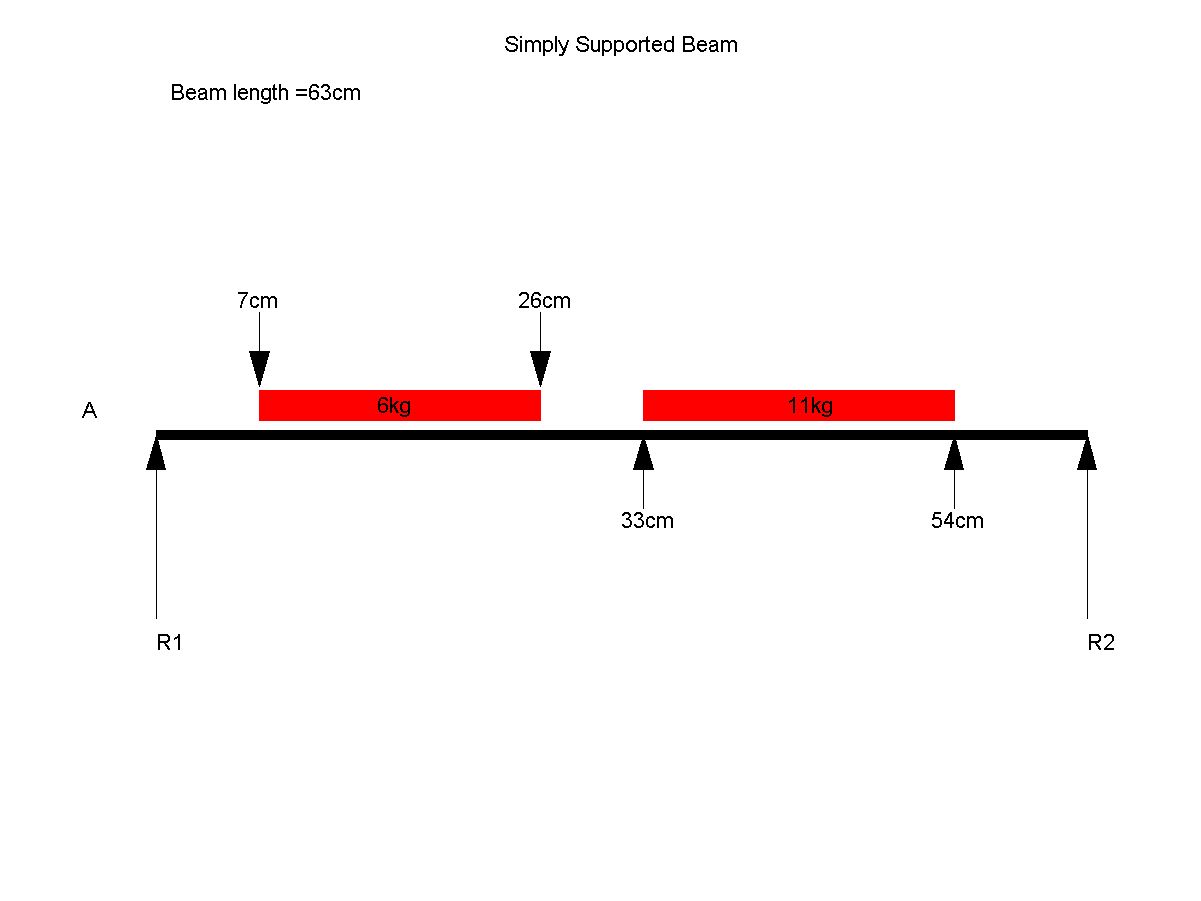 Simply Supported Beam
Beam length =63cm
7cm
26cm
6kg
11kg
A
33cm
54cm
R1
R2